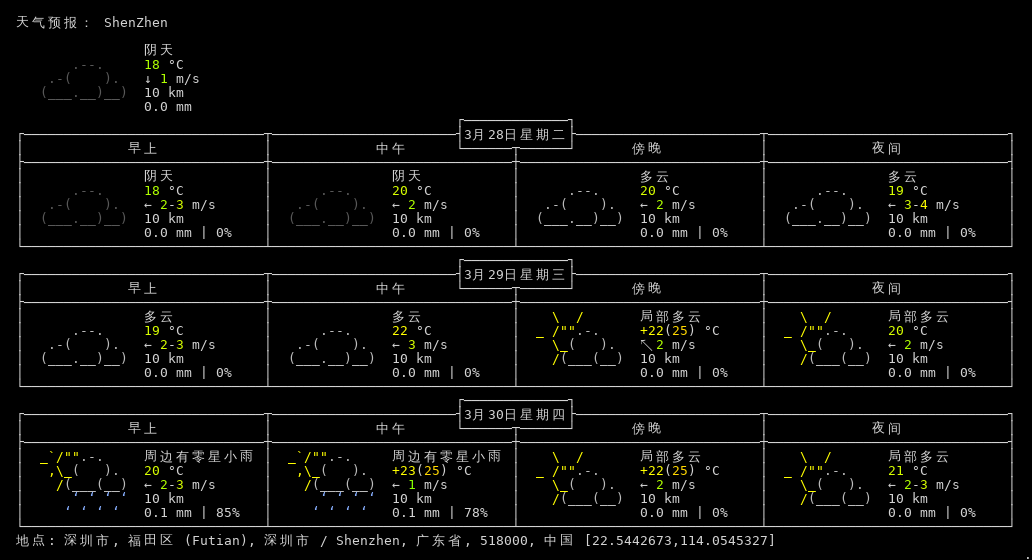 天气预报: ShenZhen
阴天
18 °C
↓ 1 m/s
10 km
0.0 mm
3月28日星期二
早上 中午 傍晚 夜间
阴天 阴天 多云 多云
18 °C 20 °C 20 °C 19 °C
← 2-3 m/s ← 2 m/s ← 2 m/s ← 3-4 m/s
10 km 10 km 10 km 10 km
0.0 mm | 0% 0.0 mm | 0% 0.0 mm | 0% 0.0 mm | 0%
3月29日星期三
早上 中午 傍晚 夜间
多云 多云 局部多云 局部多云
19 °C 22 °C +22(25) °C 20 °C
← 2-3 m/s ← 3 m/s ↖ 2 m/s ← 2 m/s
10 km 10 km 10 km 10 km
0.0 mm | 0% 0.0 mm | 0% 0.0 mm | 0% 0.0 mm | 0%
3月30日星期四
早上 中午 傍晚 夜间
周边有零星小雨 周边有零星小雨 局部多云 局部多云
20 °C +23(25) °C +22(25) °C 21 °C
← 2-3 m/s ← 1 m/s ← 2 m/s ← 2-3 m/s
10 km 10 km 10 km 10 km
0.1 mm | 85% 0.1 mm | 78% 0.0 mm | 0% 0.0 mm | 0%
地点: 深圳市, 福田区 (Futian), 深圳市 / Shenzhen, 广东省, 518000, 中国 [22.5442673,114.0545327]